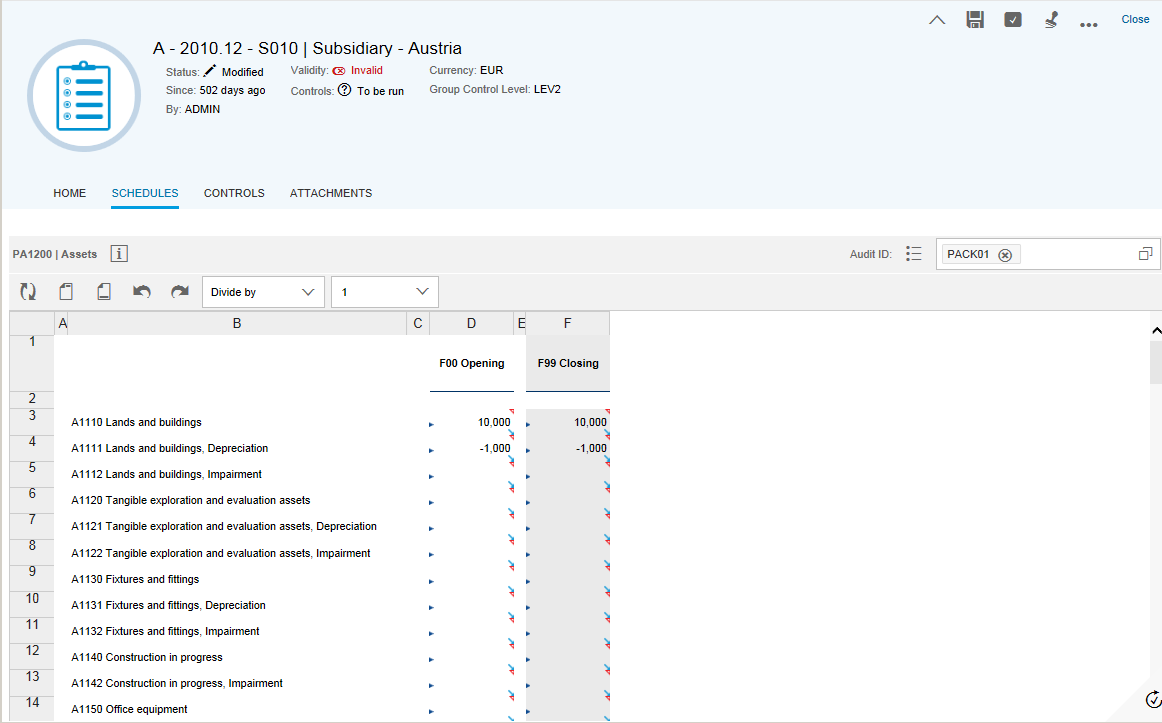 Close
A - 2010.12 - S010 | Subsidiary - Austria
Status: Modified Validity: Invalid Currency: EUR
Since: 502 days ago Controls: To be run Group Control Level: LEV2
By: ADMIN
HOME SCHEDULES CONTROLS ATTACHMENTS
PA1200 | Assets i Audit ID: PACK01
Divide by 1
A B C D E F
1 F00 Opening F99 Closing
2
3 A1110 Lands and buildings 10,000 10,000
4 A1111 Lands and buildings, Depreciation -1,000 -1,000
5 A1112 Lands and buildings, Impairment
6 A1120 Tangible exploration and evaluation assets
7 A1121 Tangible exploration and evaluation assets, Depreciation
8 A1122 Tangible exploration and evaluation assets, Impairment
9 A1130 Fixtures and fittings
10 A1131 Fixtures and fittings, Depreciation
11 A1132 Fixtures and fittings, Impairment
12 A1140 Construction in progress
13 A1142 Construction in progress, Impairment
14 A1150 Office equipment